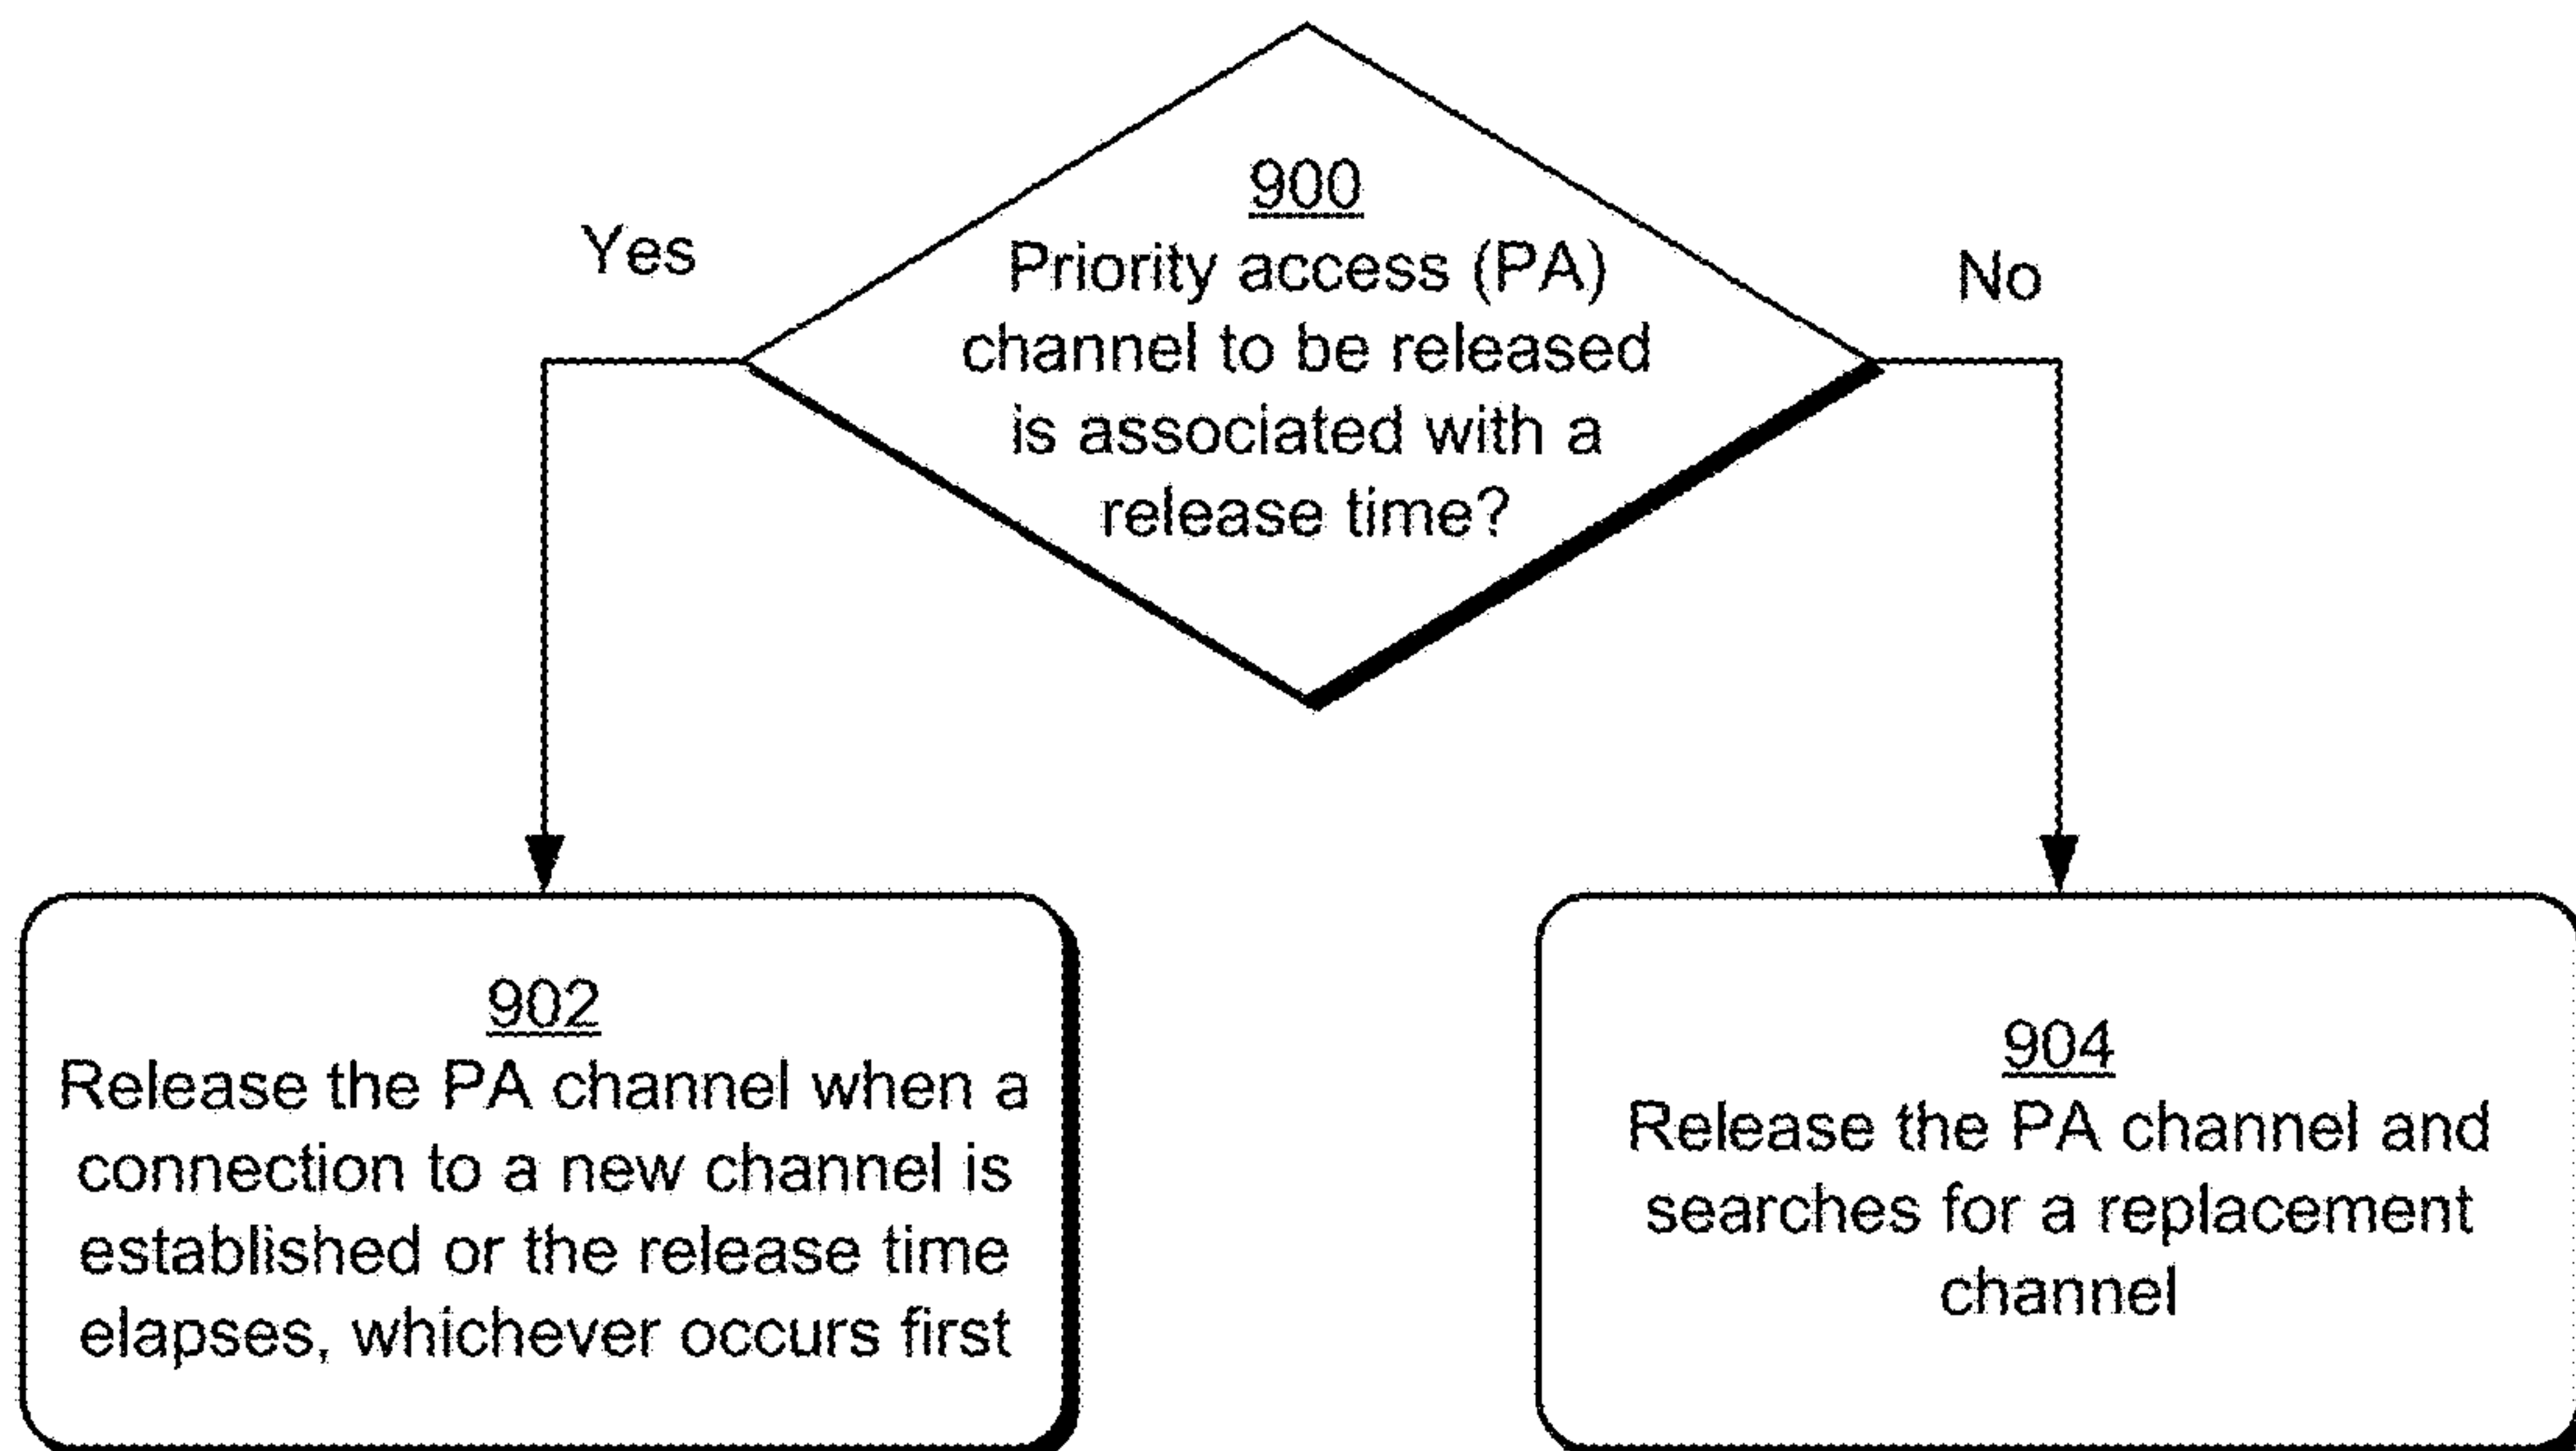 900
Priority access (PA)
channel to be released
is associated with a
release time?
Yes
No
902
Release the PA channel when a
connection to a new channel is
established or the release time
elapses, whichever occurs first
904
Release the PA channel and
searches for a replacement
channel